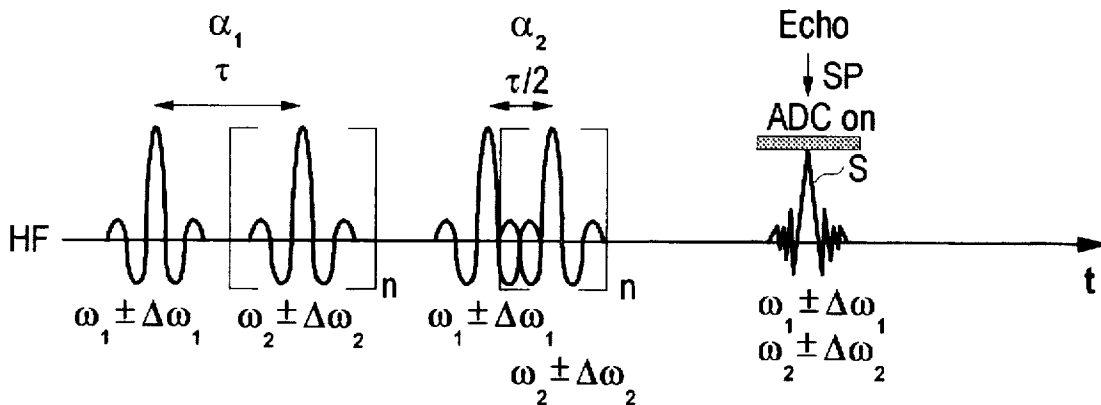 α₁
τ
α₂
τ/2
Echo
SP
ADC on
S
HF
n
n
t
ω₁ ± Δω₁
ω₂ ± Δω₂
ω₁ ± Δω₁
ω₂ ± Δω₂
ω₁ ± Δω₁
ω₂ ± Δω₂